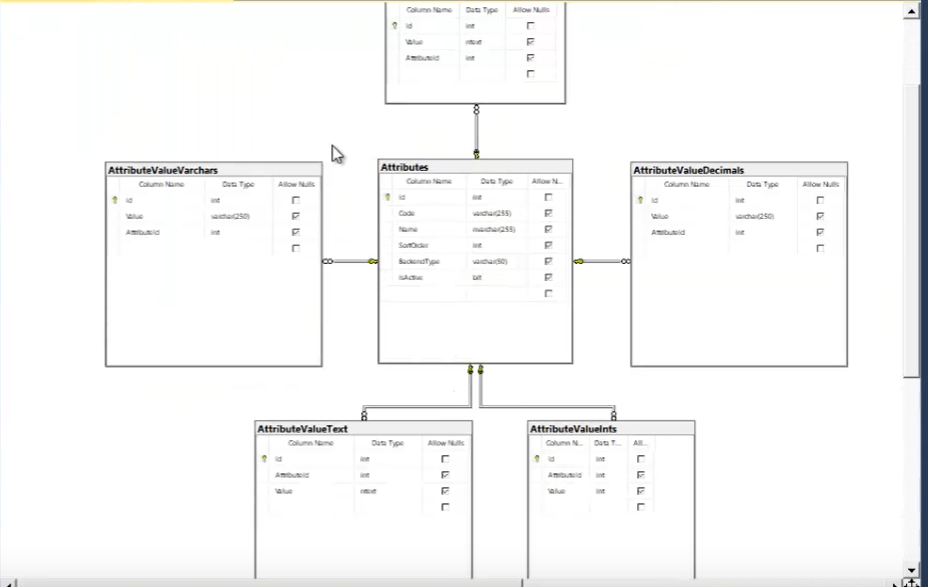 Column Name Data Type Allow Nulls
Id int
Value ntext
AttributeId int
AttributeValueVarchars
Column Name Data Type Allow Nulls
Id int
Value varchar(250)
AttributeId int
Attributes
Column Name Data Type Allow N...
Id int
Code varchar(255)
Name nvarchar(255)
SortOrder int
BackendType varchar(50)
IsActive bit
AttributeValueDecimals
Column Name Data Type Allow Nulls
Id int
Value varchar(250)
AttributeId int
AttributeValueText
Column Name Data Type Allow Nulls
Id int
AttributeId int
Value ntext
AttributeValueInts
Column N... Data T... All...
Id int
AttributeId int
Value int